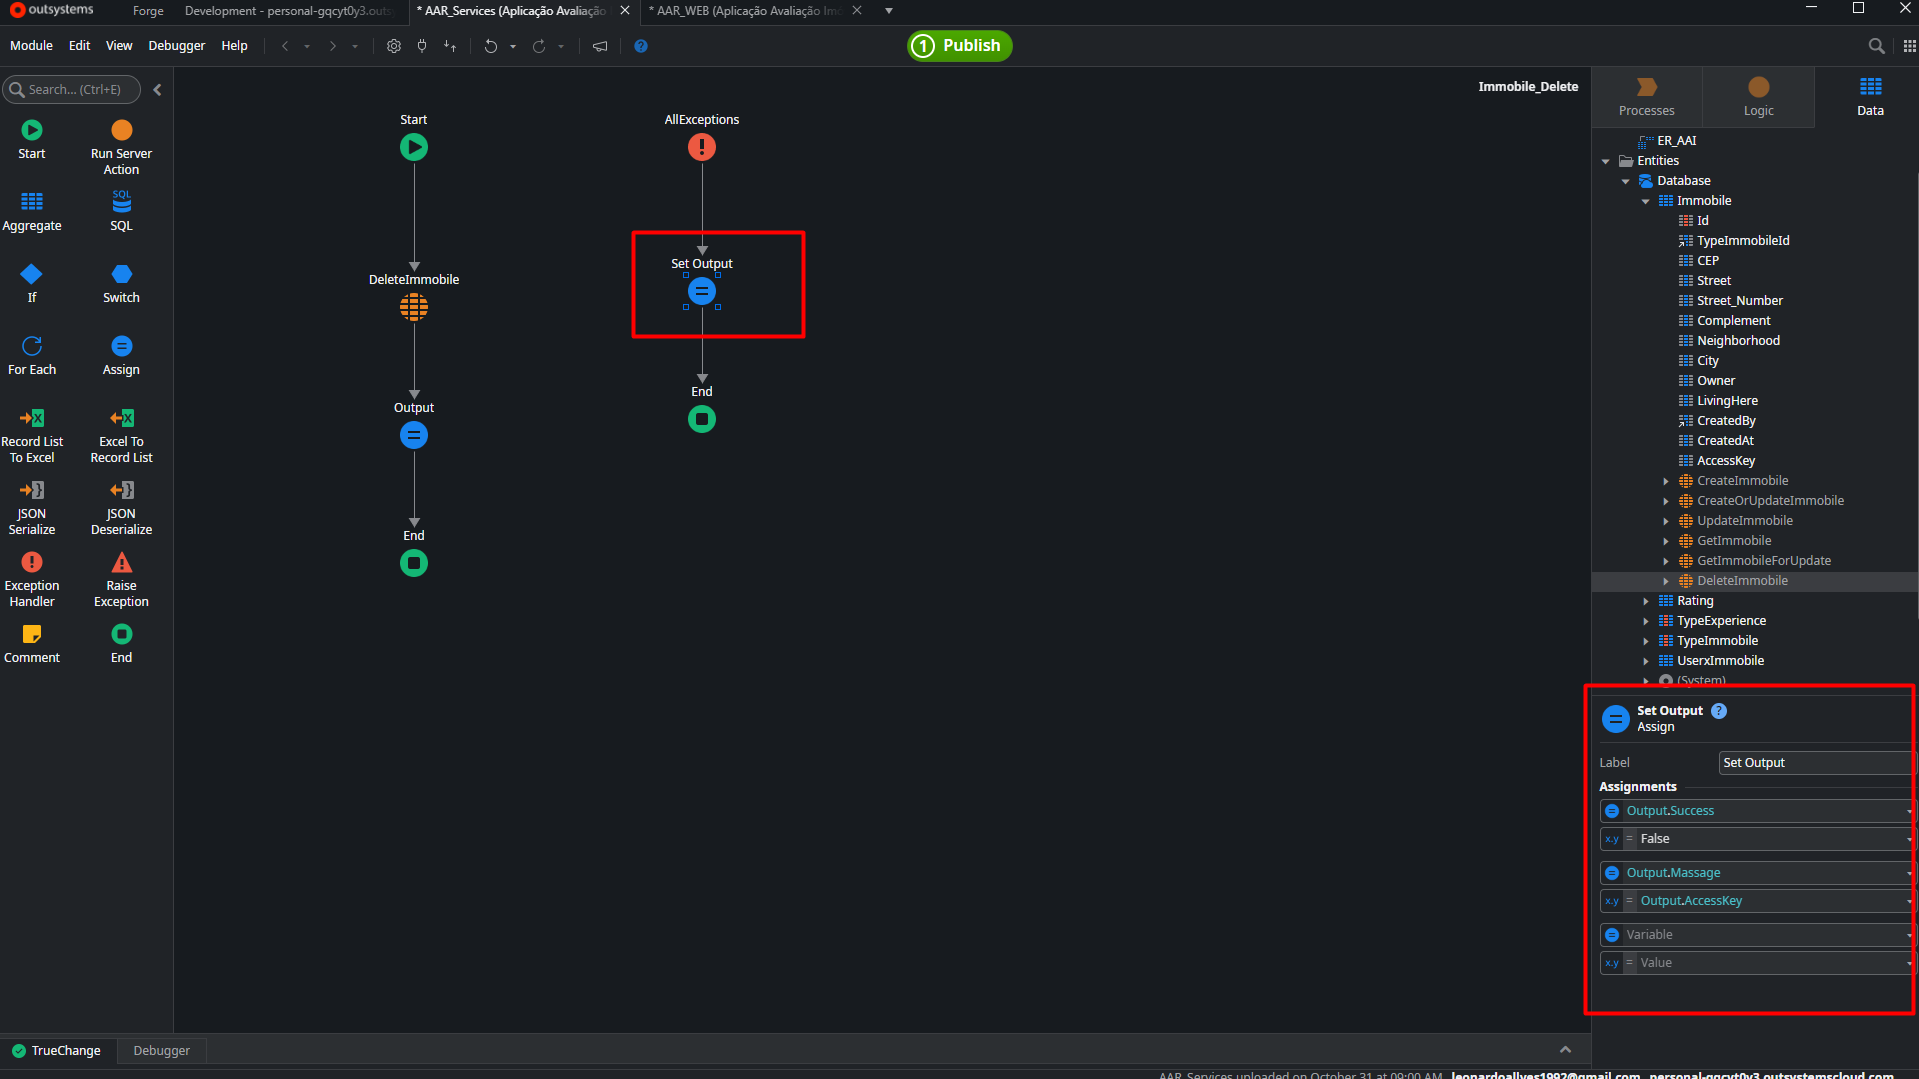 outsystems
Forge
Development - personal-gqcyt0y3.outs
* AAR_Services (Aplicação Avaliação
* AAR_WEB (Aplicação Avaliação Imó
Module Edit View Debugger Help
1 Publish
Search... (Ctrl+E)
Start
Run Server
Action
Aggregate
SQL
SQL
If
Switch
For Each
Assign
Record List
To Excel
Excel To
Record List
JSON
Serialize
JSON
Deserialize
Exception
Handler
Raise
Exception
Comment
End
Immobile_Delete
Start
DeleteImmobile
Output
End
AllExceptions
Set Output
End
Processes
Logic
Data
ER_AAI
Entities
Database
Immobile
Id
TypeImmobileId
CEP
Street
Street_Number
Complement
Neighborhood
City
Owner
LivingHere
CreatedBy
CreatedAt
AccessKey
CreateImmobile
CreateOrUpdateImmobile
UpdateImmobile
GetImmobile
GetImmobileForUpdate
DeleteImmobile
Rating
TypeExperience
TypeImmobile
UserxImmobile
(System)
Set Output ?
Assign
Label Set Output
Assignments
Output.Success
x.y = False
Output.Massage
x.y = Output.AccessKey
Variable
x.y = Value
TrueChange
Debugger
AAR_Services uploaded on October 31 at 09:00 AM leonardoallves1992@gmail.com personal-gqcyt0y3.outsystemscloud.com